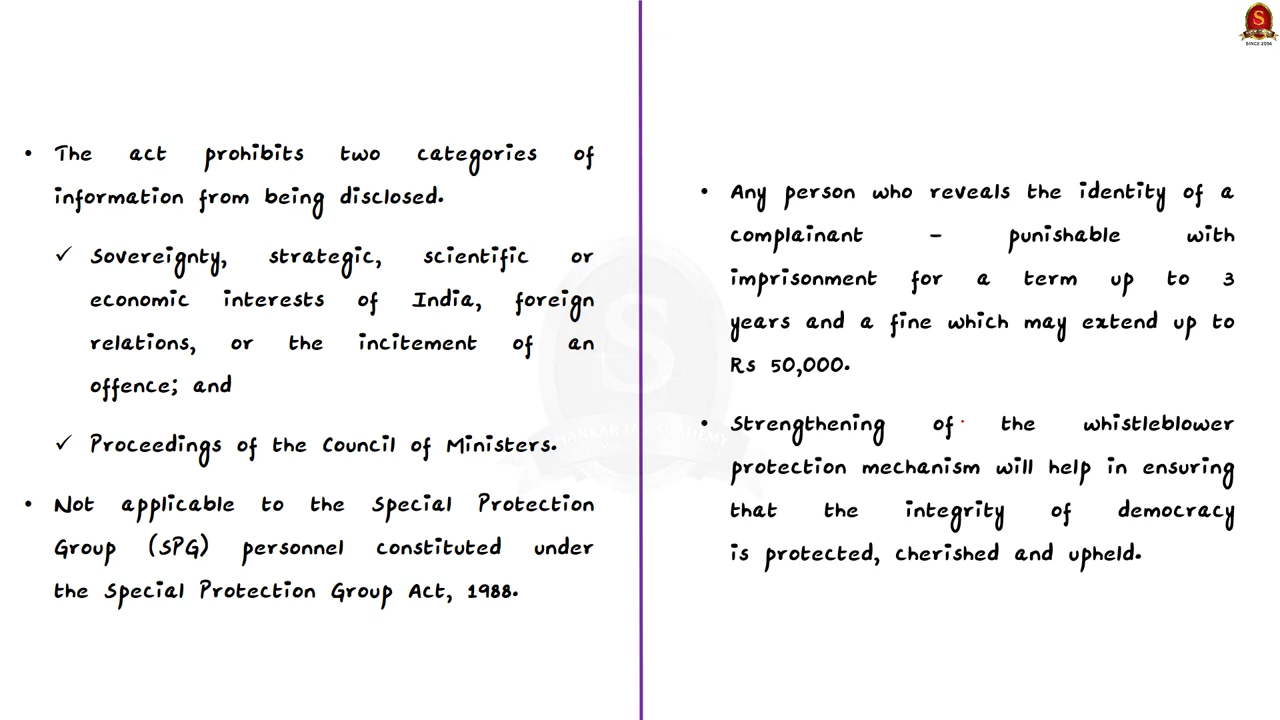 • The act prohibits two categories of
information from being disclosed.
✓ Sovereignty, strategic, scientific or
economic interests of India, foreign
relations, or the incitement of an
offence; and
✓ Proceedings of the Council of Ministers.
• Not applicable to the Special Protection
Group (SPG) personnel constituted under
the Special Protection Group Act, 1988.
• Any person who reveals the identity of a
complainant – punishable with
imprisonment for a term up to 3
years and a fine which may extend up to
Rs 50,000.
• Strengthening of the whistleblower
protection mechanism will help in ensuring
that the integrity of democracy
is protected, cherished and upheld.
S
SINCE 2004